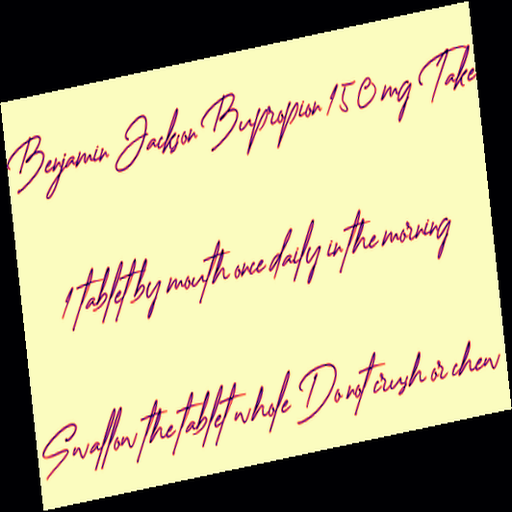 Benjamin Jackson Bupropion 150 mg Take
1 tablet by mouth once daily in the morning
Swallow the tablet whole Do not crush or chew